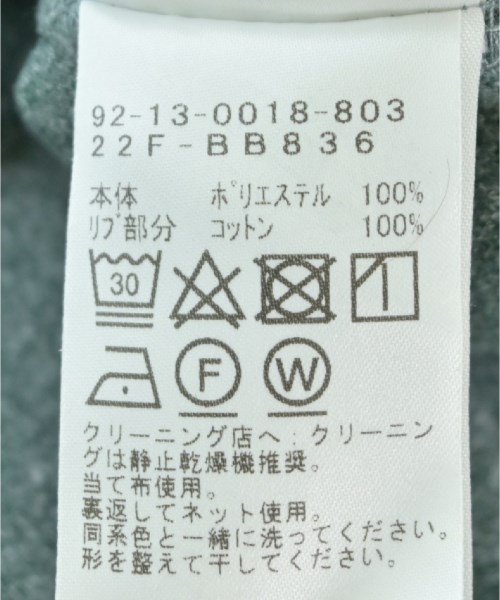 92-13-0018-803
22F-BB836
本体 ポリエステル 100%
リブ部分 コットン 100%
30
F W
クリーニング店へ:クリーニン
グは静止乾燥機推奨。
当て布使用。
裏返してネット使用。
同系色と一緒に洗ってください。
形を整えて干してください。